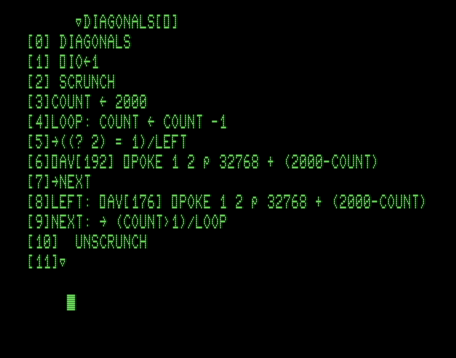 ▿DIAGONALS[⎕]
[0] DIAGONALS
[1] ⎕IO←1
[2] SCRUNCH
[3]COUNT ← 2000
[4]LOOP: COUNT ← COUNT -1
[5]→((? 2) = 1)/LEFT
[6]⎕AV[192] ⎕POKE 1 2 ⍴ 32768 + (2000-COUNT)
[7]→NEXT
[8]LEFT: ⎕AV[176] ⎕POKE 1 2 ⍴ 32768 + (2000-COUNT)
[9]NEXT: → (COUNT>1)/LOOP
[10]  UNSCRUNCH
[11]▿